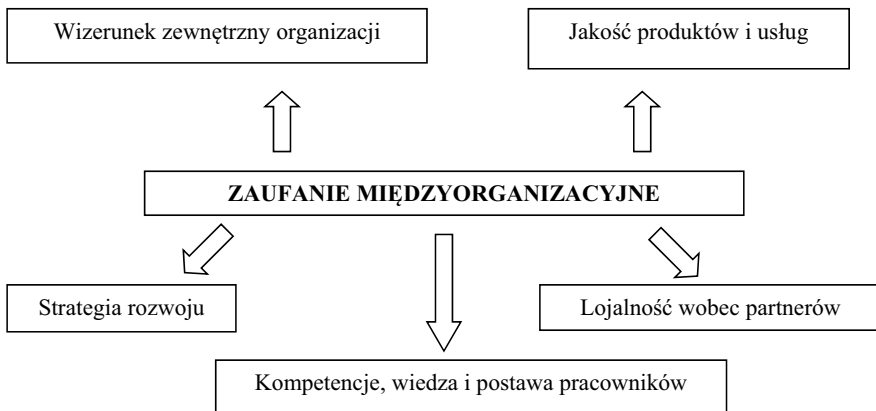 Wizerunek zewnętrzny organizacji
Jakość produktów i usług
ZAUFANIE MIĘDZYORGANIZACYJNE
Strategia rozwoju
Lojalność wobec partnerów
Kompetencje, wiedza i postawa pracowników